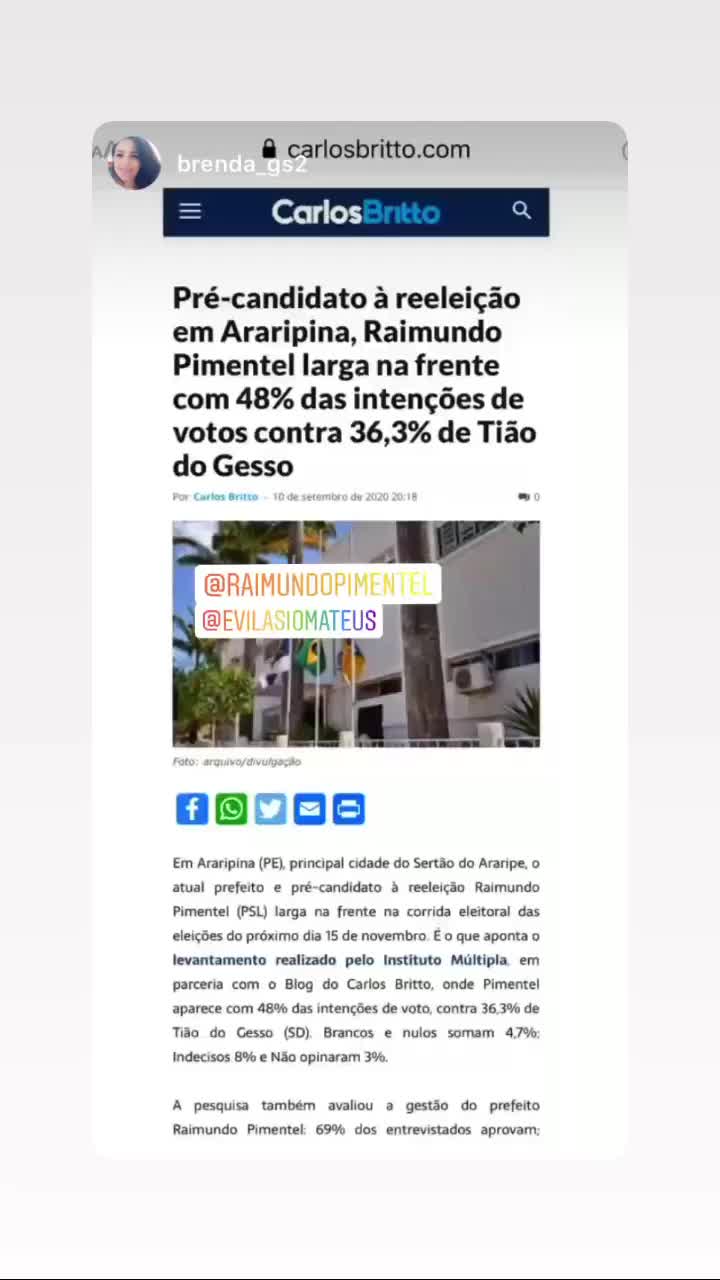 carlosbritto.com
brenda_gs2
CarlosBritto
Pré-candidato à reeleição
em Araripina, Raimundo
Pimentel larga na frente
com 48% das intenções de
votos contra 36,3% de Tião
do Gesso
Por Carlos Britto - 10 de setembro de 2020 20:18 0
@RAIMUNDOPIMENTEL
@EVILASIOMATEUS
Foto: arquivo/divulgação
Em Araripina (PE), principal cidade do Sertão do Araripe, o
atual prefeito e pré-candidato à reeleição Raimundo
Pimentel (PSL) larga na frente na corrida eleitoral das
eleições do próximo dia 15 de novembro. É o que aponta o
levantamento realizado pelo Instituto Múltipla, em
parceria com o Blog do Carlos Britto, onde Pimentel
aparece com 48% das intenções de voto, contra 36,3% de
Tião do Gesso (SD). Brancos e nulos somam 4,7%;
Indecisos 8% e Não opinaram 3%.
A pesquisa também avaliou a gestão do prefeito
Raimundo Pimentel: 69% dos entrevistados aprovam;